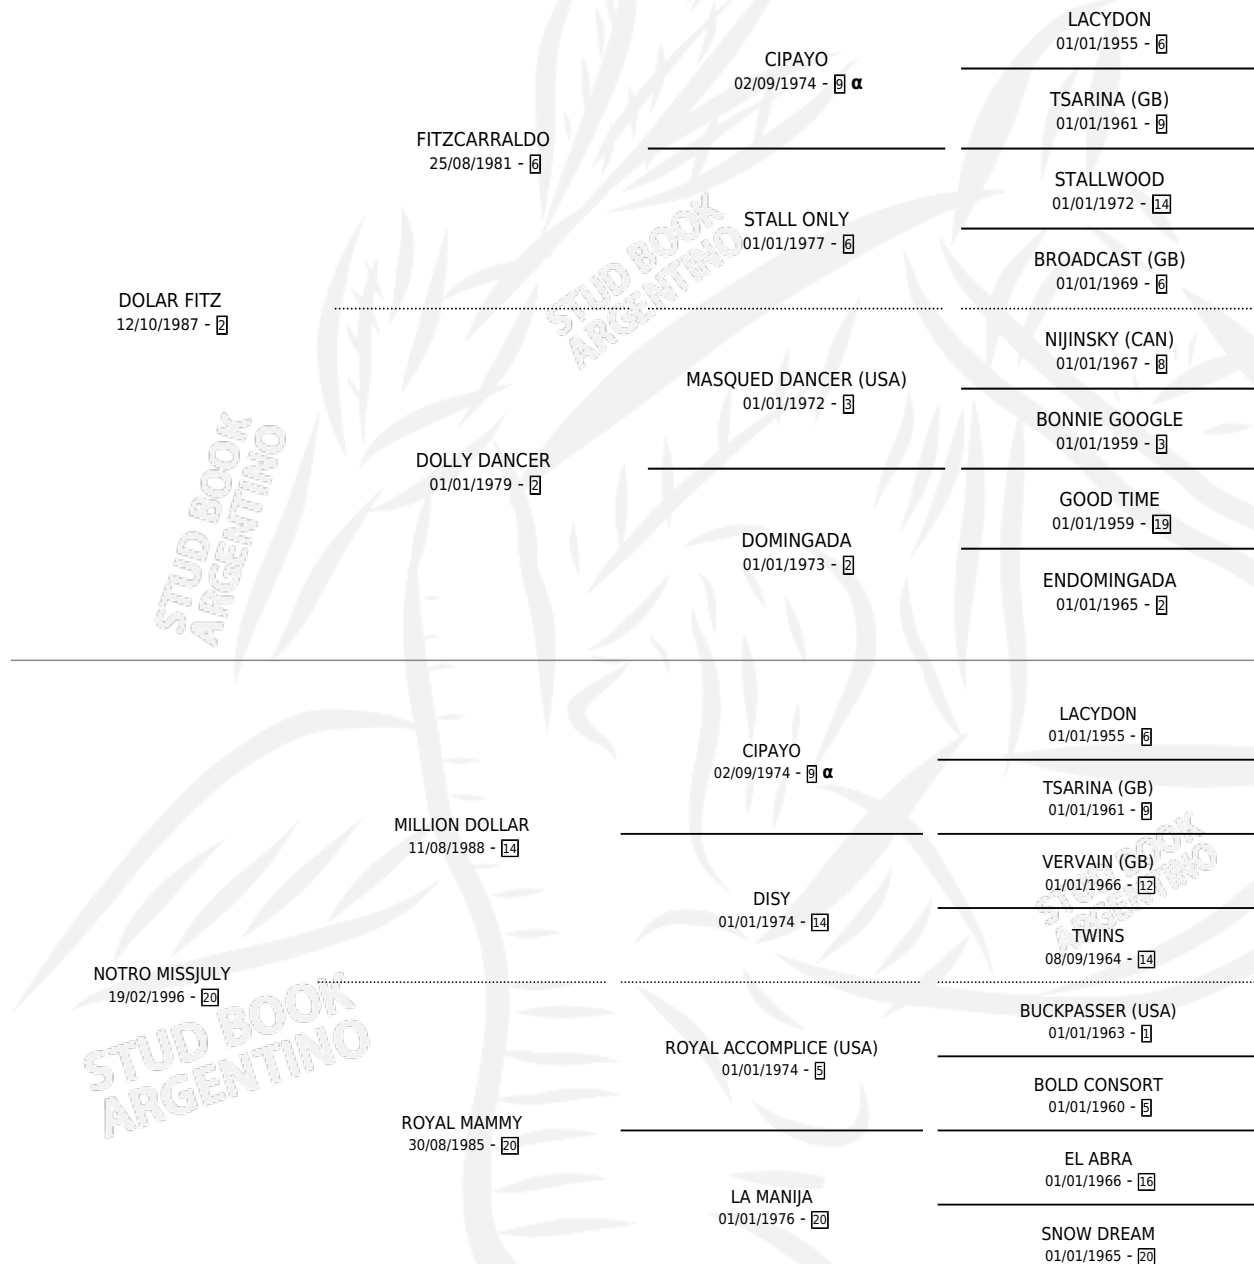 LACYDON
01/01/1955 - 6
CIPAYO
02/09/1974 - 9 α
TSARINA (GB)
01/01/1961 - 9
FITZCARRALDO
25/08/1981 - 6
STALLWOOD
01/01/1972 - 14
STALL ONLY
01/01/1977 - 6
BROADCAST (GB)
01/01/1969 - 6
DOLAR FITZ
12/10/1987 - 2
NIJINSKY (CAN)
01/01/1967 - 8
MASQUED DANCER (USA)
01/01/1972 - 3
BONNIE GOOGLE
01/01/1959 - 3
DOLLY DANCER
01/01/1979 - 2
GOOD TIME
01/01/1959 - 19
DOMINGADA
01/01/1973 - 2
ENDOMINGADA
01/01/1965 - 2
STUD BOOK
ARGENTINO
STUD BOOK
ARGENTINO
LACYDON
01/01/1955 - 6
CIPAYO
02/09/1974 - 9 α
TSARINA (GB)
01/01/1961 - 9
MILLION DOLLAR
11/08/1988 - 14
VERVAIN (GB)
01/01/1966 - 12
DISY
01/01/1974 - 14
TWINS
08/09/1964 - 14
NOTRO MISSJULY
19/02/1996 - 20
BUCKPASSER (USA)
01/01/1963 - 1
ROYAL ACCOMPLICE (USA)
01/01/1974 - 5
BOLD CONSORT
01/01/1960 - 5
ROYAL MAMMY
30/08/1985 - 20
EL ABRA
01/01/1966 - 16
LA MANIJA
01/01/1976 - 20
SNOW DREAM
01/01/1965 - 20
STUD BOOK
ARGENTINO
STUD BOOK
ARGENTINO